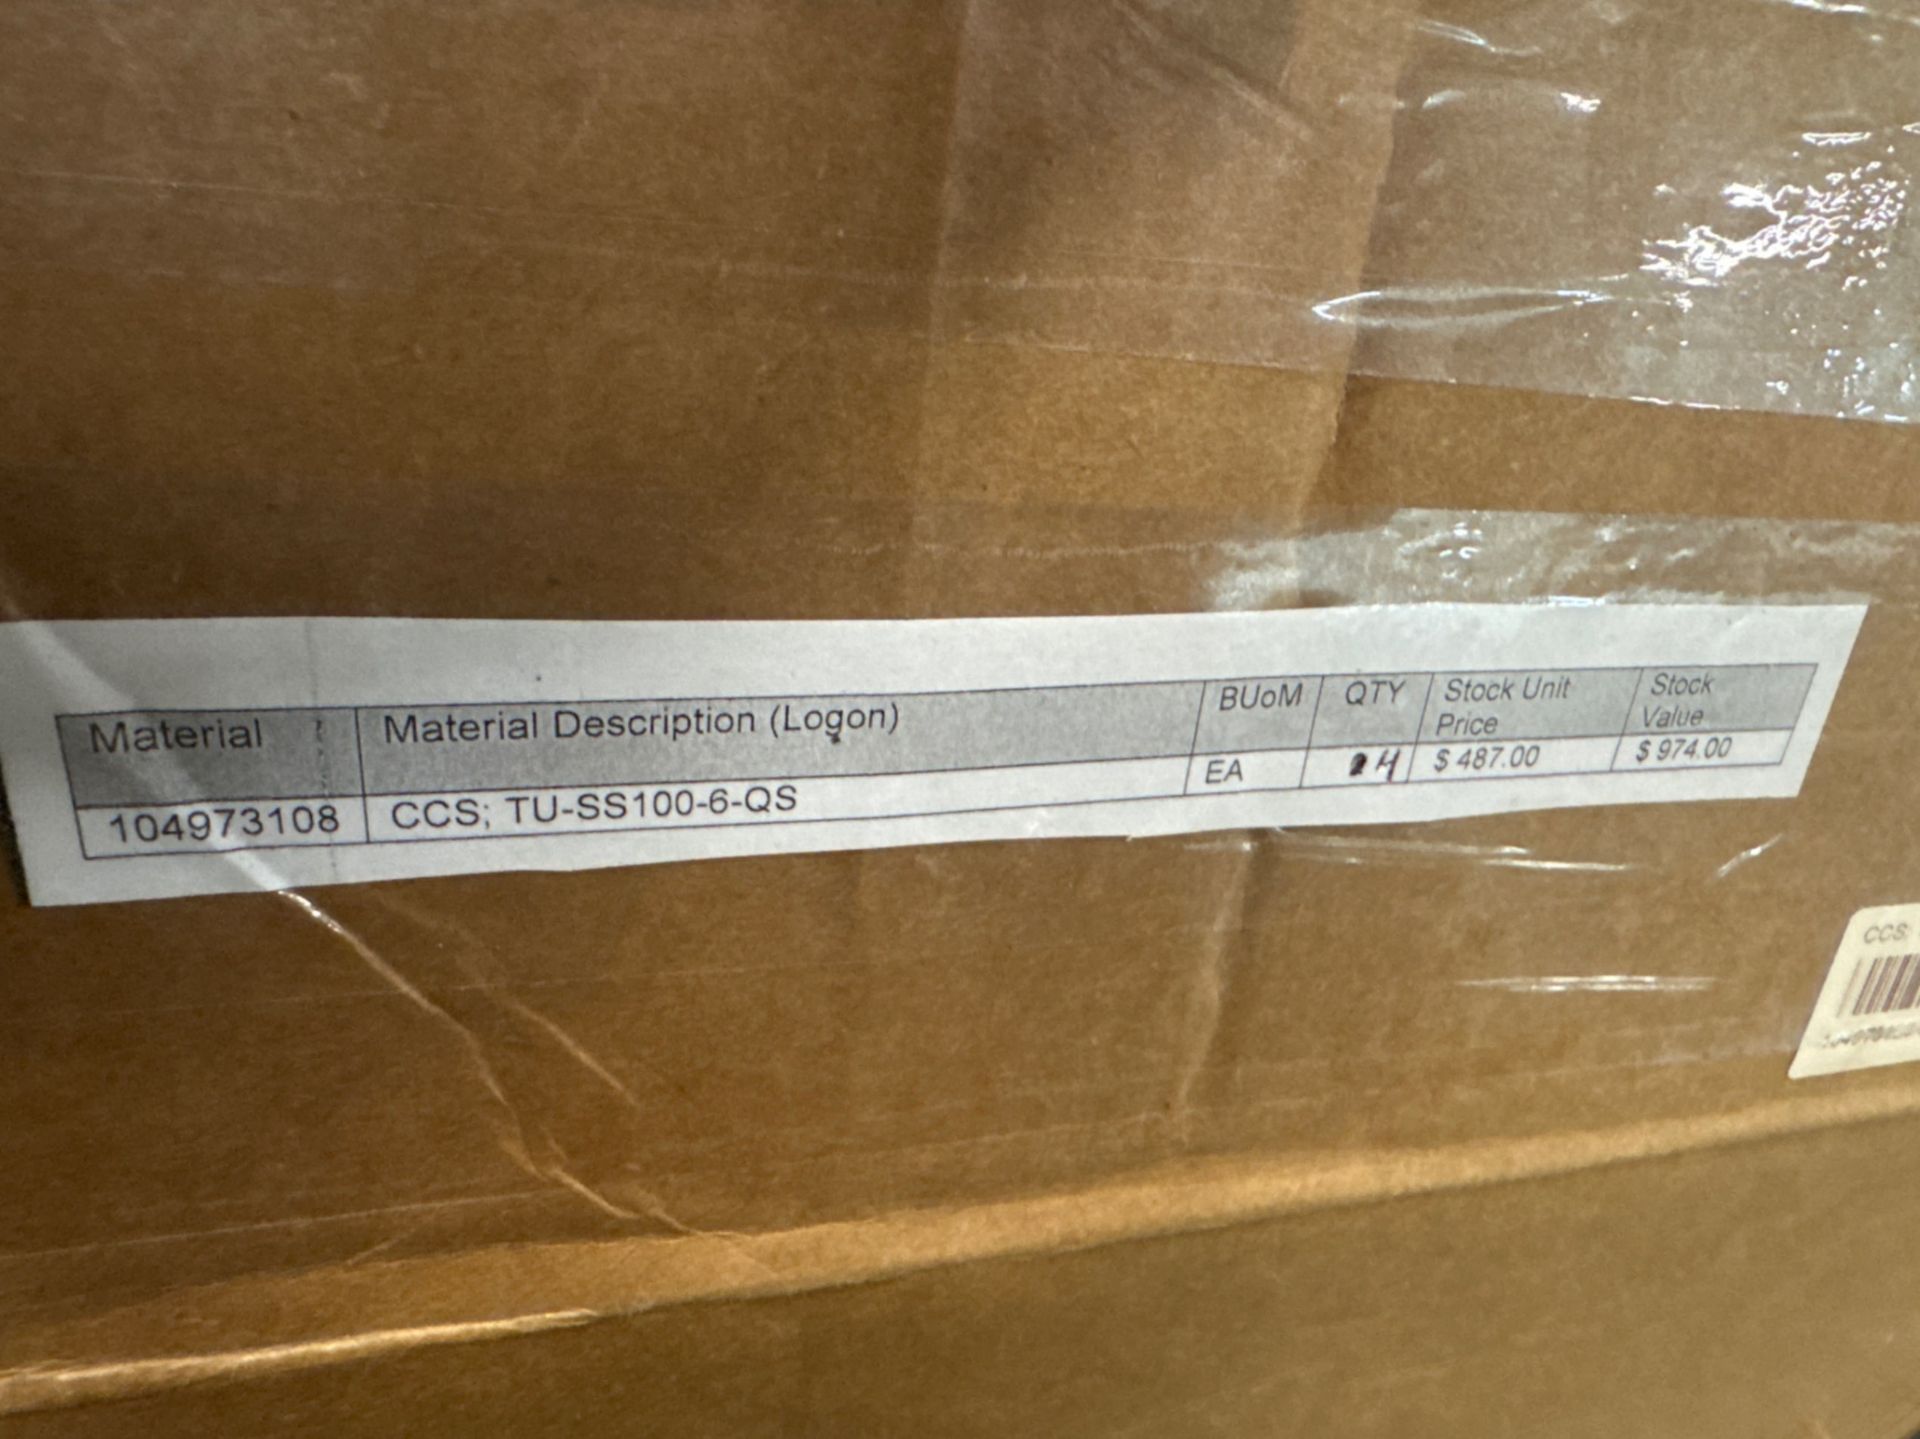 Material Material Description (Logon) BUoM QTY Stock Unit Price Stock Value
104973108 CCS; TU-SS100-6-QS EA 4 $ 487.00 $ 974.00
CCS;